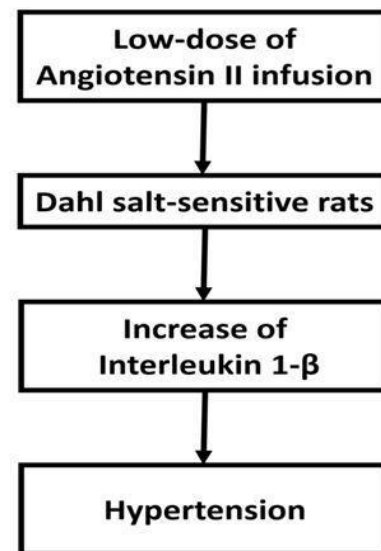 Low-dose of
Angiotensin II infusion
Dahl salt-sensitive rats
Increase of
Interleukin 1-β
Hypertension